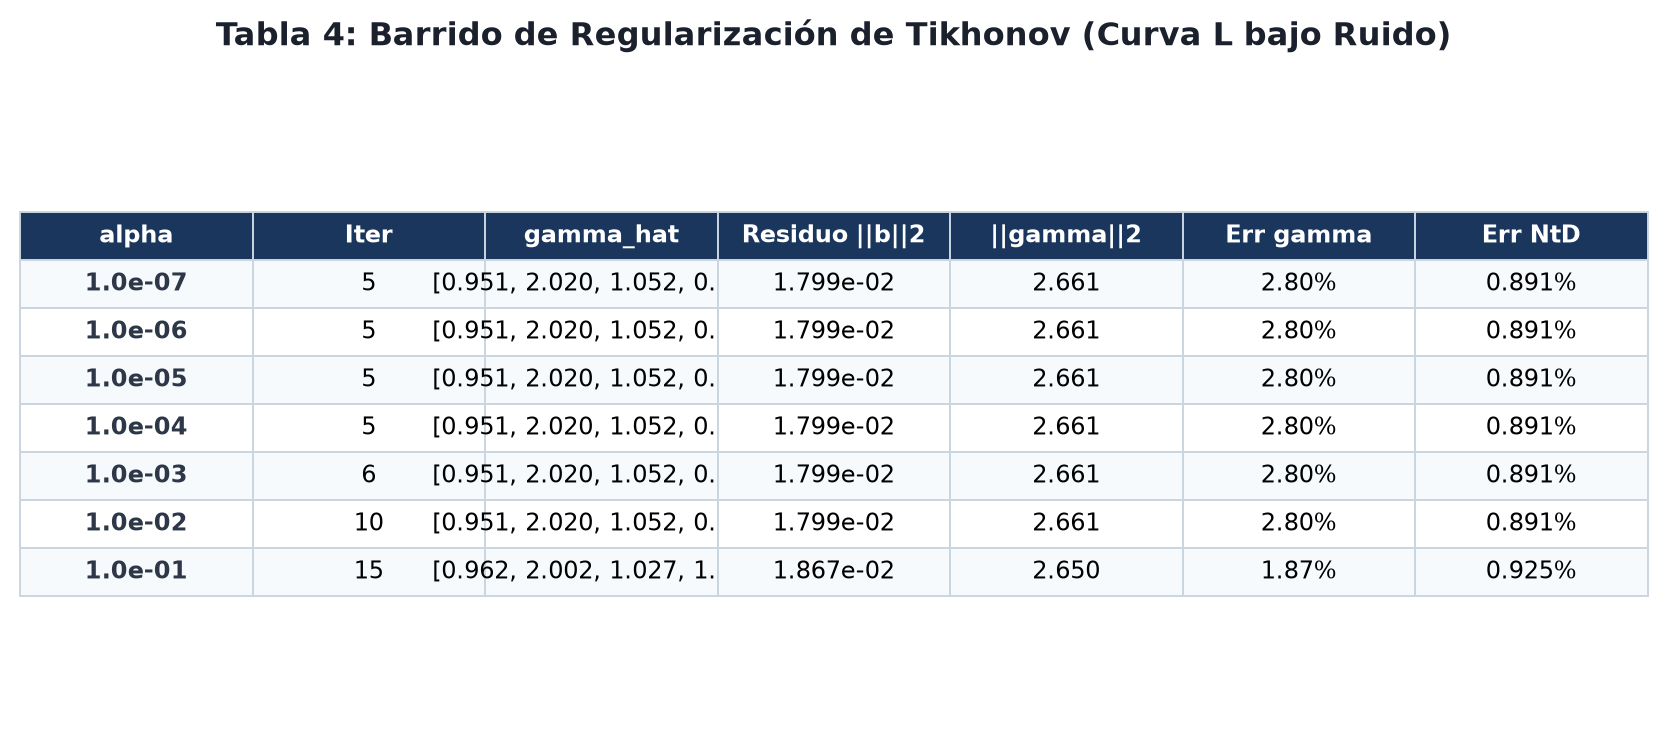 Tabla 4: Barrido de Regularización de Tikhonov (Curva L bajo Ruido)
alpha Iter gamma_hat Residuo ||b||2 ||gamma||2 Err gamma Err NtD
1.0e-07 5 [0.951, 2.020, 1.052, 0. 1.799e-02 2.661 2.80% 0.891%
1.0e-06 5 [0.951, 2.020, 1.052, 0. 1.799e-02 2.661 2.80% 0.891%
1.0e-05 5 [0.951, 2.020, 1.052, 0. 1.799e-02 2.661 2.80% 0.891%
1.0e-04 5 [0.951, 2.020, 1.052, 0. 1.799e-02 2.661 2.80% 0.891%
1.0e-03 6 [0.951, 2.020, 1.052, 0. 1.799e-02 2.661 2.80% 0.891%
1.0e-02 10 [0.951, 2.020, 1.052, 0. 1.799e-02 2.661 2.80% 0.891%
1.0e-01 15 [0.962, 2.002, 1.027, 1. 1.867e-02 2.650 1.87% 0.925%